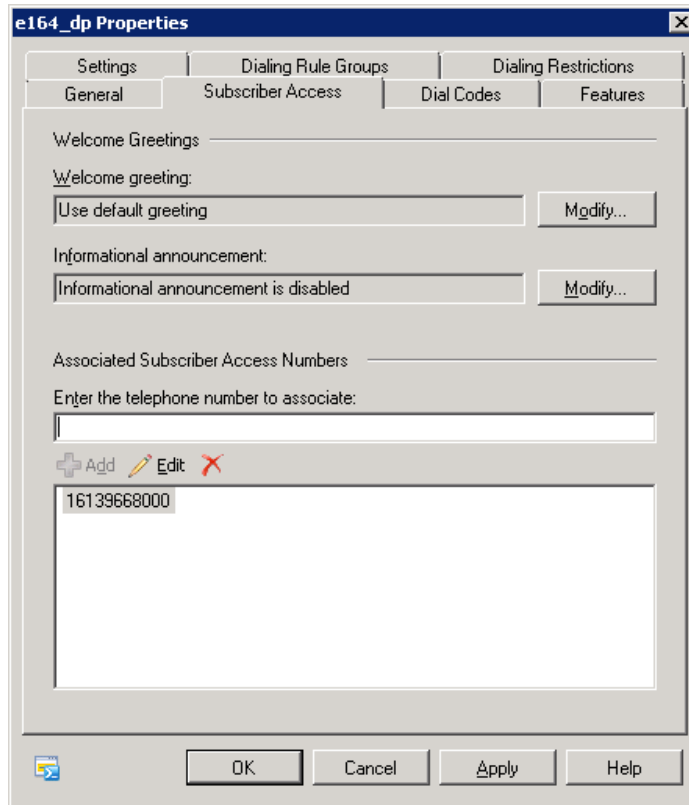 e164_dp Properties
Settings Dialing Rule Groups Dialing Restrictions
General Subscriber Access Dial Codes Features
Welcome Greetings
Welcome greeting:
Use default greeting Modify...
Informational announcement:
Informational announcement is disabled Modify...
Associated Subscriber Access Numbers
Enter the telephone number to associate:
Add Edit
16139668000
OK Cancel Apply Help